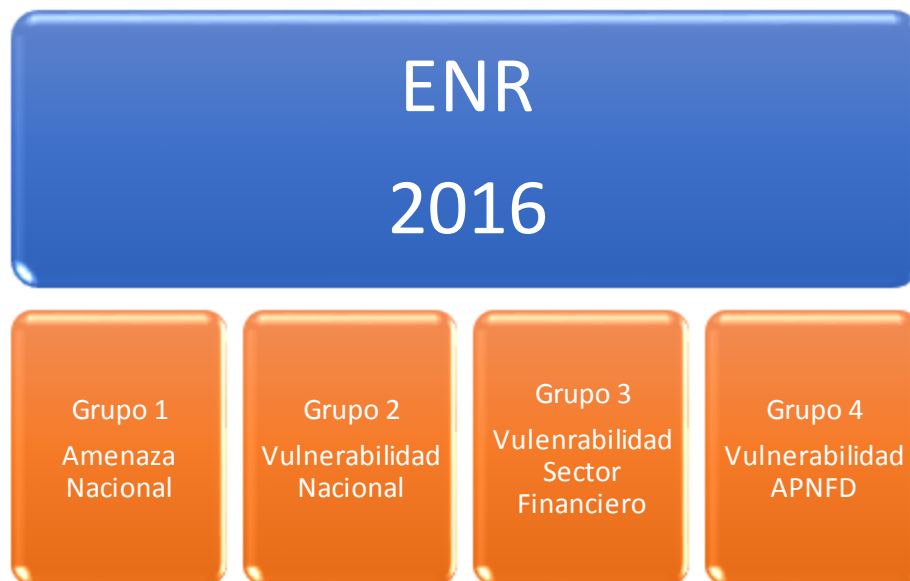 ENR
2016
Grupo 1
Amenaza
Nacional
Grupo 2
Vulnerabilidad
Nacional
Grupo 3
Vulenrabilidad
Sector
Financiero
Grupo 4
Vulnerabilidad
APNFD